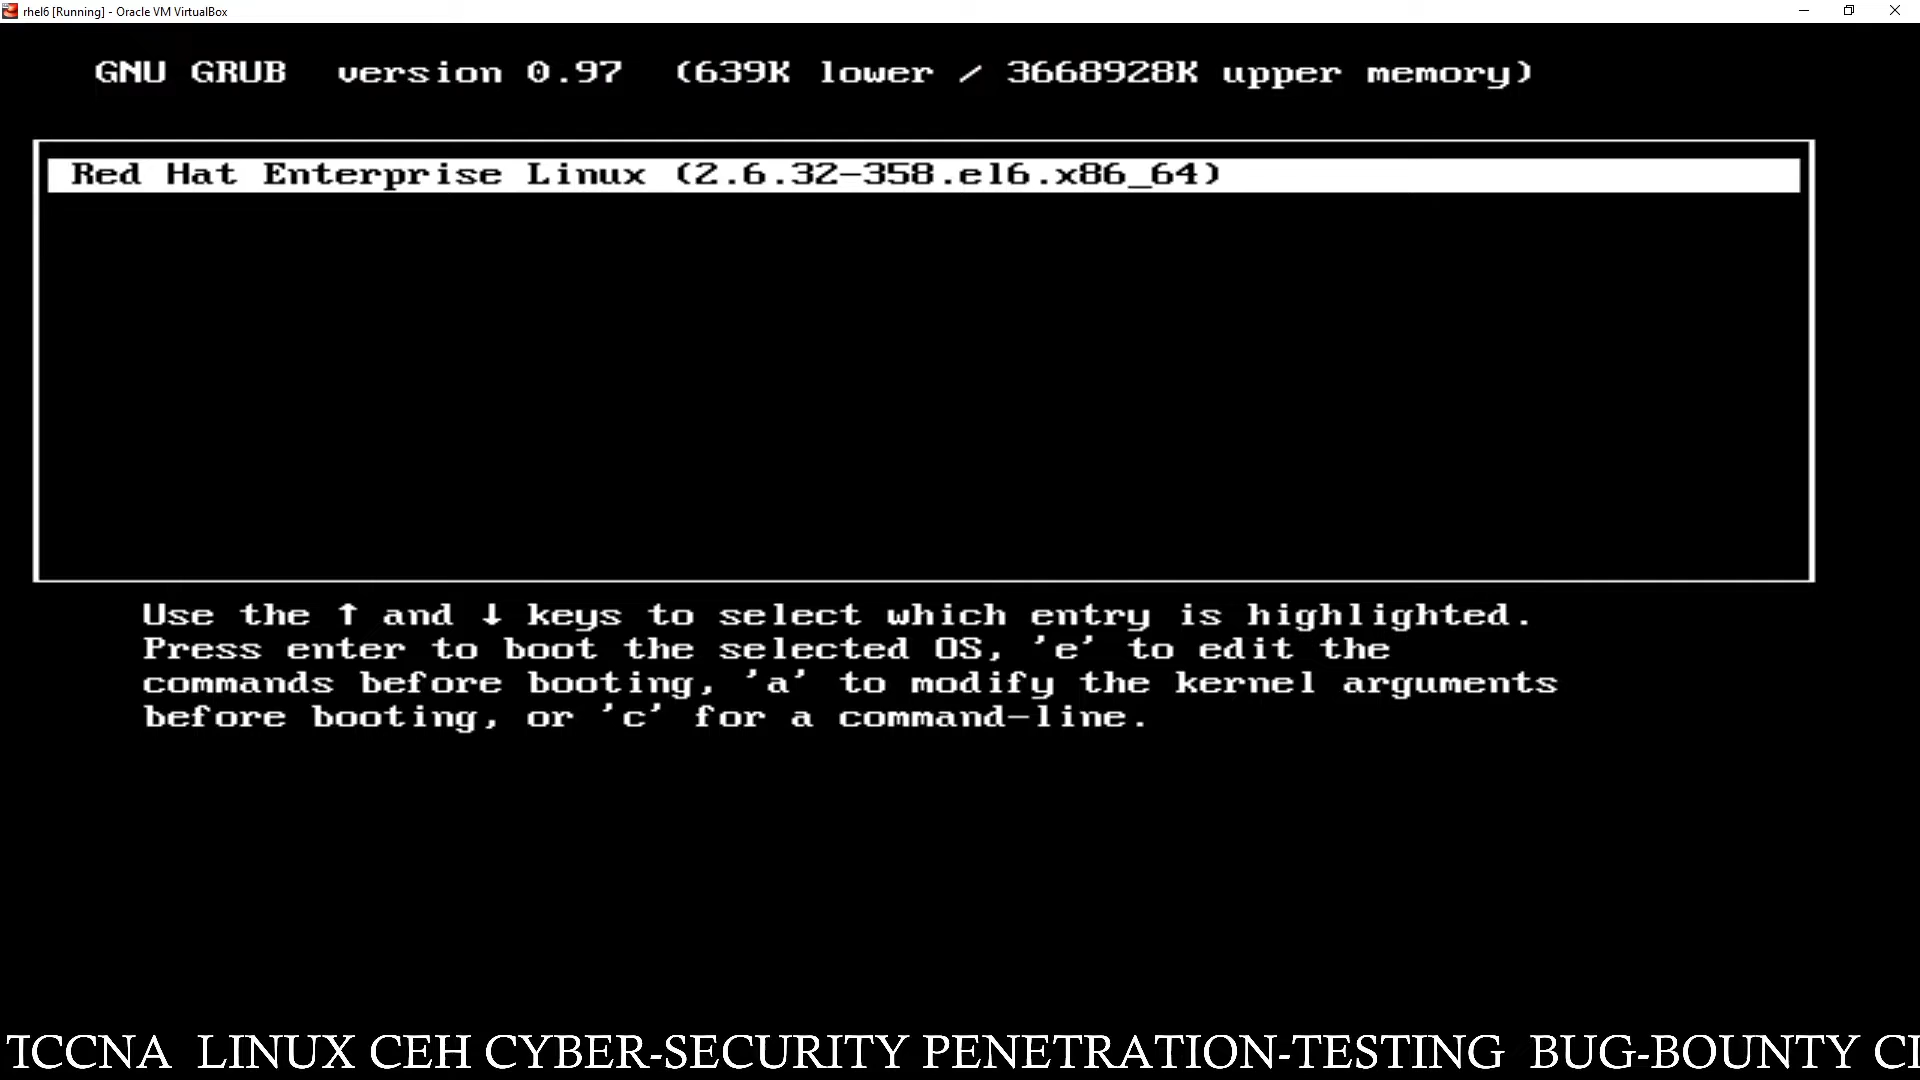 rhel6 [Running] - Oracle VM VirtualBox
GNU GRUB version 0.97 (639K lower / 3668928K upper memory)
Red Hat Enterprise Linux (2.6.32-358.el6.x86_64)
Use the ↑ and ↓ keys to select which entry is highlighted.
Press enter to boot the selected OS, 'e' to edit the
commands before booting, 'a' to modify the kernel arguments
before booting, or 'c' for a command-line.
CCNA LINUX CEH CYBER-SECURITY PENETRATION-TESTING BUG-BOUNTY